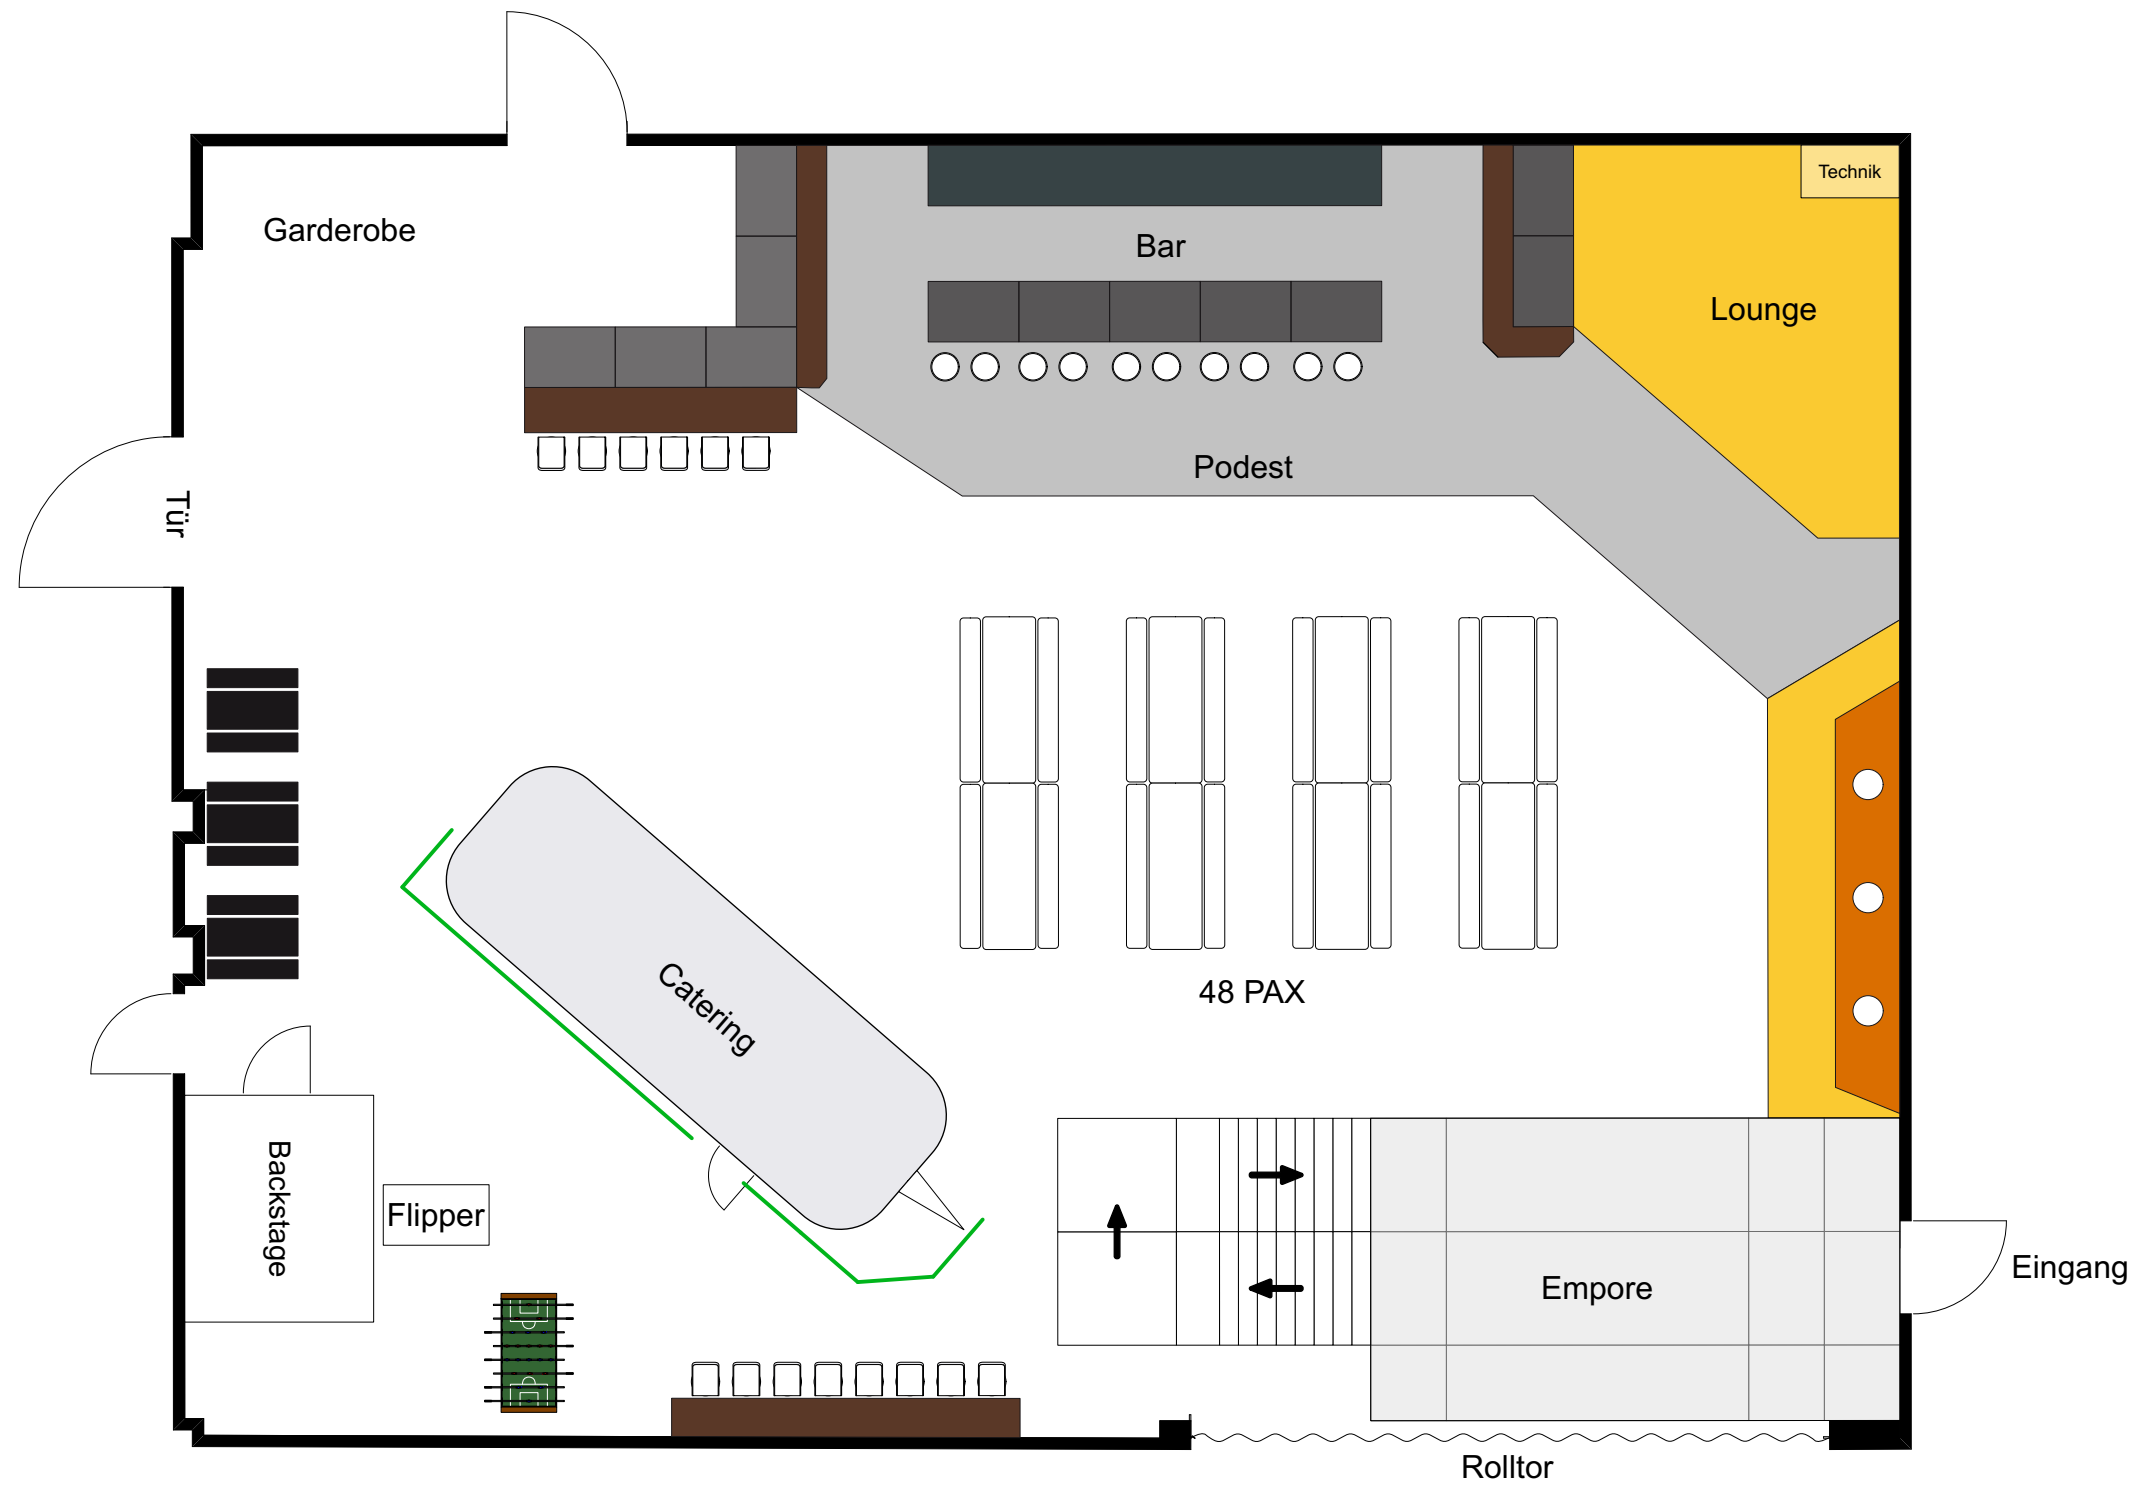 Technik
Garderobe
Bar
Lounge
Podest
Tür
48 PAX
Catering
Backstage
Flipper
Empore
Eingang
Rolltor